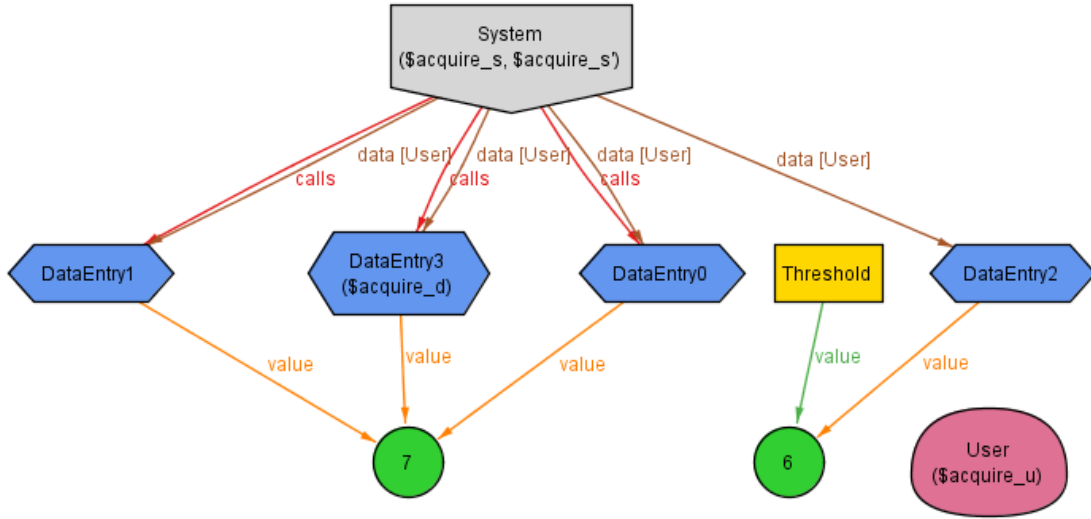 System
($acquire_s, $acquire_s')
data [User]
data [User]
data [User]
data [User]
calls
calls
calls
DataEntry1
DataEntry3
($acquire_d)
DataEntry0
Threshold
DataEntry2
value
value
value
value
value
7
6
User
($acquire_u)